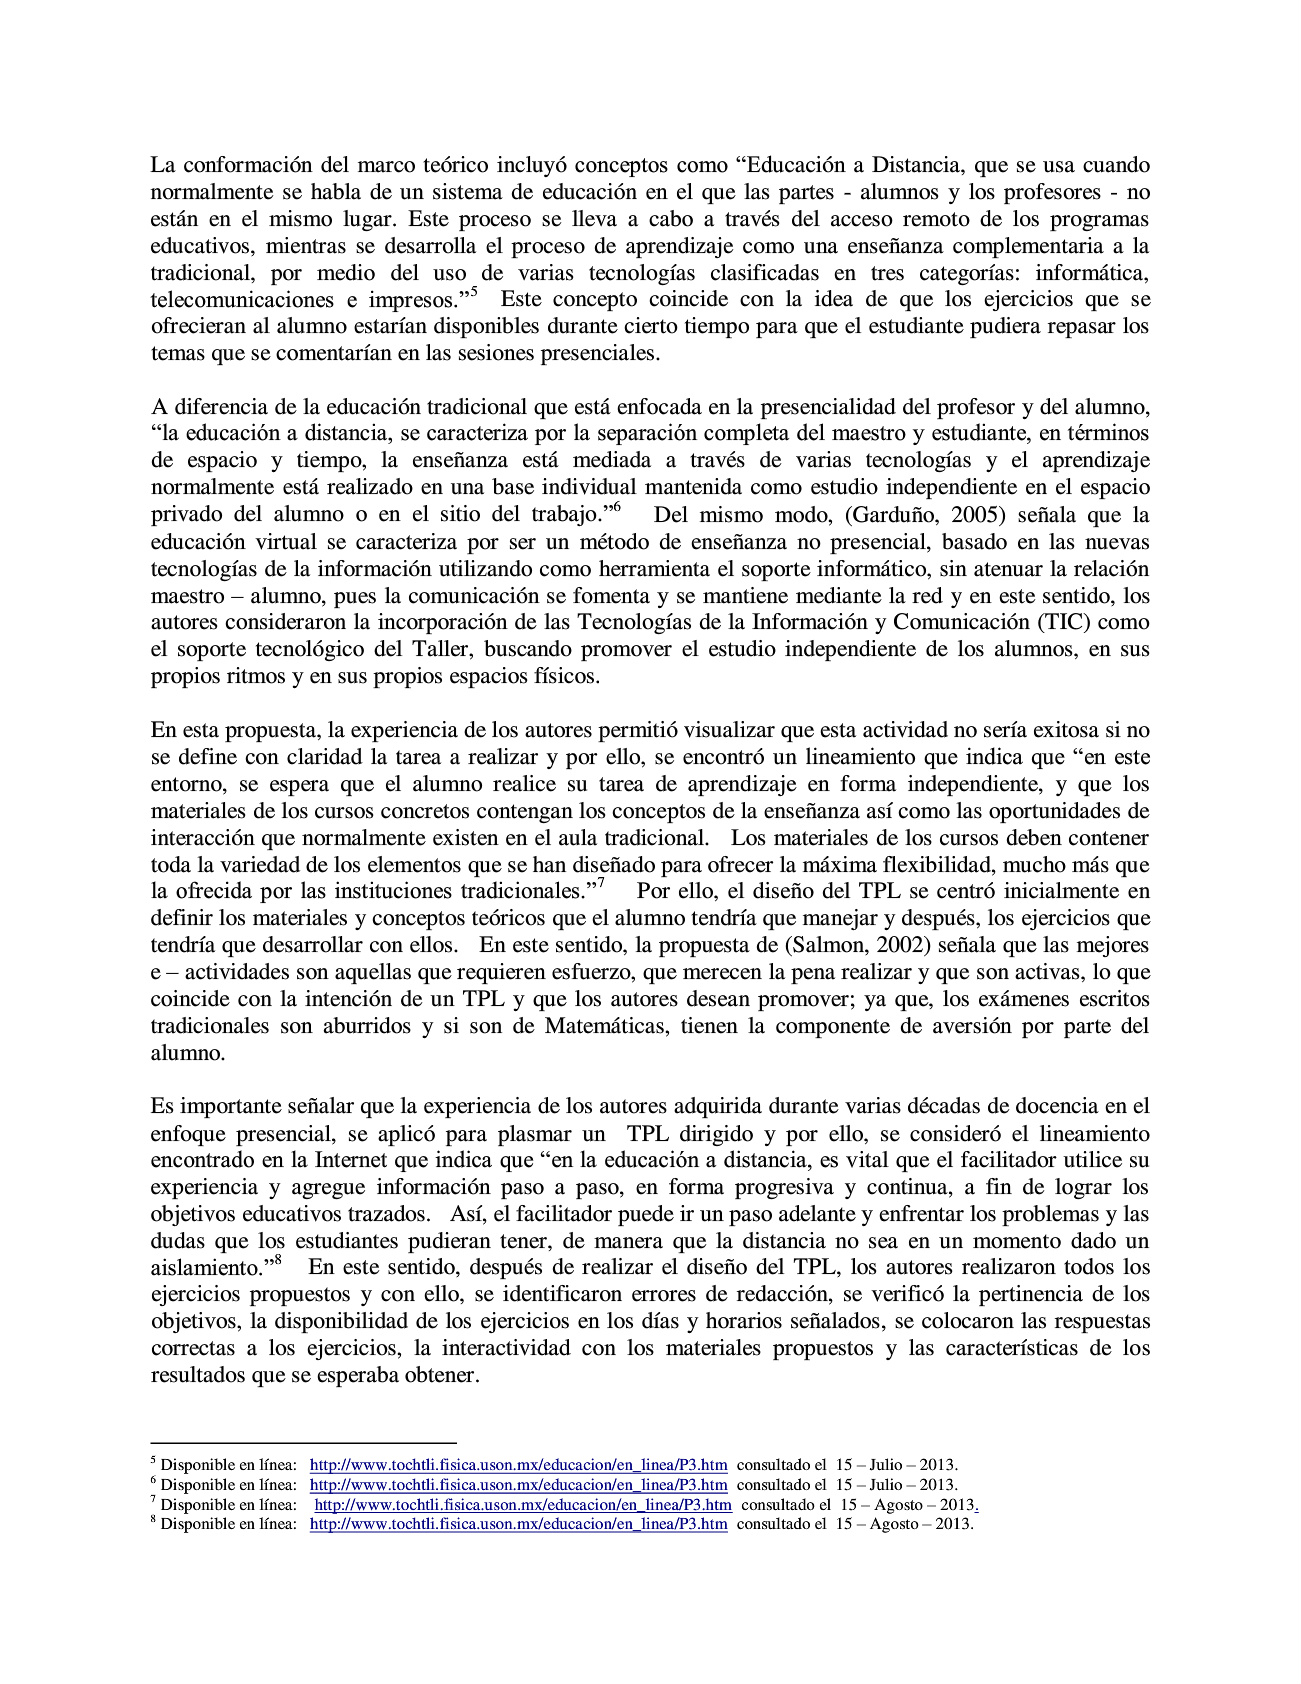 La conformación del marco teórico incluyó conceptos como “Educación a Distancia, que se usa cuando
normalmente se habla de un sistema de educación en el que las partes - alumnos y los profesores - no
están en el mismo lugar. Este proceso se lleva a cabo a través del acceso remoto de los programas
educativos, mientras se desarrolla el proceso de aprendizaje como una enseñanza complementaria a la
tradicional, por medio del uso de varias tecnologías clasificadas en tres categorías: informática,
telecomunicaciones e impresos.”5 Este concepto coincide con la idea de que los ejercicios que se
ofrecieran al alumno estarían disponibles durante cierto tiempo para que el estudiante pudiera repasar los
temas que se comentarían en las sesiones presenciales.
A diferencia de la educación tradicional que está enfocada en la presencialidad del profesor y del alumno,
“la educación a distancia, se caracteriza por la separación completa del maestro y estudiante, en términos
de espacio y tiempo, la enseñanza está mediada a través de varias tecnologías y el aprendizaje
normalmente está realizado en una base individual mantenida como estudio independiente en el espacio
privado del alumno o en el sitio del trabajo.”6 Del mismo modo, (Garduño, 2005) señala que la
educación virtual se caracteriza por ser un método de enseñanza no presencial, basado en las nuevas
tecnologías de la información utilizando como herramienta el soporte informático, sin atenuar la relación
maestro – alumno, pues la comunicación se fomenta y se mantiene mediante la red y en este sentido, los
autores consideraron la incorporación de las Tecnologías de la Información y Comunicación (TIC) como
el soporte tecnológico del Taller, buscando promover el estudio independiente de los alumnos, en sus
propios ritmos y en sus propios espacios físicos.
En esta propuesta, la experiencia de los autores permitió visualizar que esta actividad no sería exitosa si no
se define con claridad la tarea a realizar y por ello, se encontró un lineamiento que indica que “en este
entorno, se espera que el alumno realice su tarea de aprendizaje en forma independiente, y que los
materiales de los cursos concretos contengan los conceptos de la enseñanza así como las oportunidades de
interacción que normalmente existen en el aula tradicional. Los materiales de los cursos deben contener
toda la variedad de los elementos que se han diseñado para ofrecer la máxima flexibilidad, mucho más que
la ofrecida por las instituciones tradicionales.”7 Por ello, el diseño del TPL se centró inicialmente en
definir los materiales y conceptos teóricos que el alumno tendría que manejar y después, los ejercicios que
tendría que desarrollar con ellos. En este sentido, la propuesta de (Salmon, 2002) señala que las mejores
e – actividades son aquellas que requieren esfuerzo, que merecen la pena realizar y que son activas, lo que
coincide con la intención de un TPL y que los autores desean promover; ya que, los exámenes escritos
tradicionales son aburridos y si son de Matemáticas, tienen la componente de aversión por parte del
alumno.
Es importante señalar que la experiencia de los autores adquirida durante varias décadas de docencia en el
enfoque presencial, se aplicó para plasmar un TPL dirigido y por ello, se consideró el lineamiento
encontrado en la Internet que indica que “en la educación a distancia, es vital que el facilitador utilice su
experiencia y agregue información paso a paso, en forma progresiva y continua, a fin de lograr los
objetivos educativos trazados. Así, el facilitador puede ir un paso adelante y enfrentar los problemas y las
dudas que los estudiantes pudieran tener, de manera que la distancia no sea en un momento dado un
aislamiento.”8 En este sentido, después de realizar el diseño del TPL, los autores realizaron todos los
ejercicios propuestos y con ello, se identificaron errores de redacción, se verificó la pertinencia de los
objetivos, la disponibilidad de los ejercicios en los días y horarios señalados, se colocaron las respuestas
correctas a los ejercicios, la interactividad con los materiales propuestos y las características de los
resultados que se esperaba obtener.
5 Disponible en línea: http://www.tochtli.fisica.uson.mx/educacion/en_linea/P3.htm consultado el 15 – Julio – 2013.
6 Disponible en línea: http://www.tochtli.fisica.uson.mx/educacion/en_linea/P3.htm consultado el 15 – Julio – 2013.
7 Disponible en línea: http://www.tochtli.fisica.uson.mx/educacion/en_linea/P3.htm consultado el 15 – Agosto – 2013.
8 Disponible en línea: http://www.tochtli.fisica.uson.mx/educacion/en_linea/P3.htm consultado el 15 – Agosto – 2013.